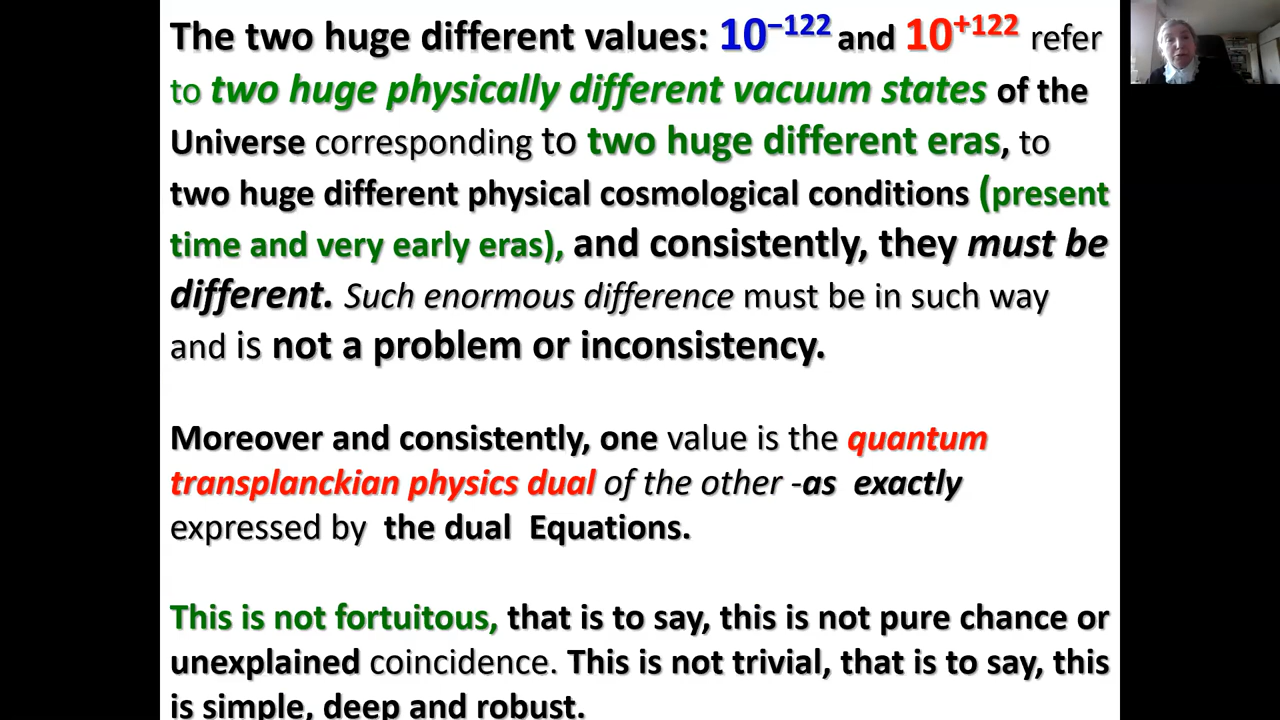 The two huge different values: 10⁻¹²² and 10⁺¹²² refer
to two huge physically different vacuum states of the
Universe corresponding to two huge different eras, to
two huge different physical cosmological conditions (present
time and very early eras), and consistently, they must be
different. Such enormous difference must be in such way
and is not a problem or inconsistency.
Moreover and consistently, one value is the quantum
transplanckian physics dual of the other -as exactly
expressed by the dual Equations.
This is not fortuitous, that is to say, this is not pure chance or
unexplained coincidence. This is not trivial, that is to say, this
is simple, deep and robust.